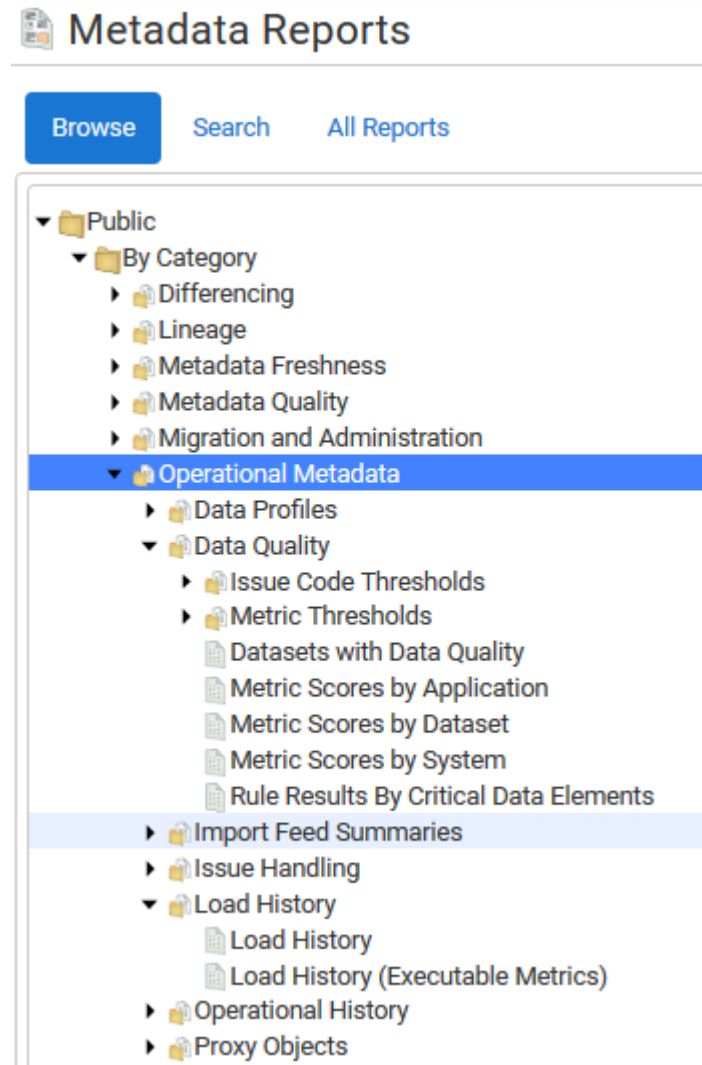 Metadata Reports
Browse Search All Reports
Public
By Category
Differencing
Lineage
Metadata Freshness
Metadata Quality
Migration and Administration
Operational Metadata
Data Profiles
Data Quality
Issue Code Thresholds
Metric Thresholds
Datasets with Data Quality
Metric Scores by Application
Metric Scores by Dataset
Metric Scores by System
Rule Results By Critical Data Elements
Import Feed Summaries
Issue Handling
Load History
Load History
Load History (Executable Metrics)
Operational History
Proxy Objects